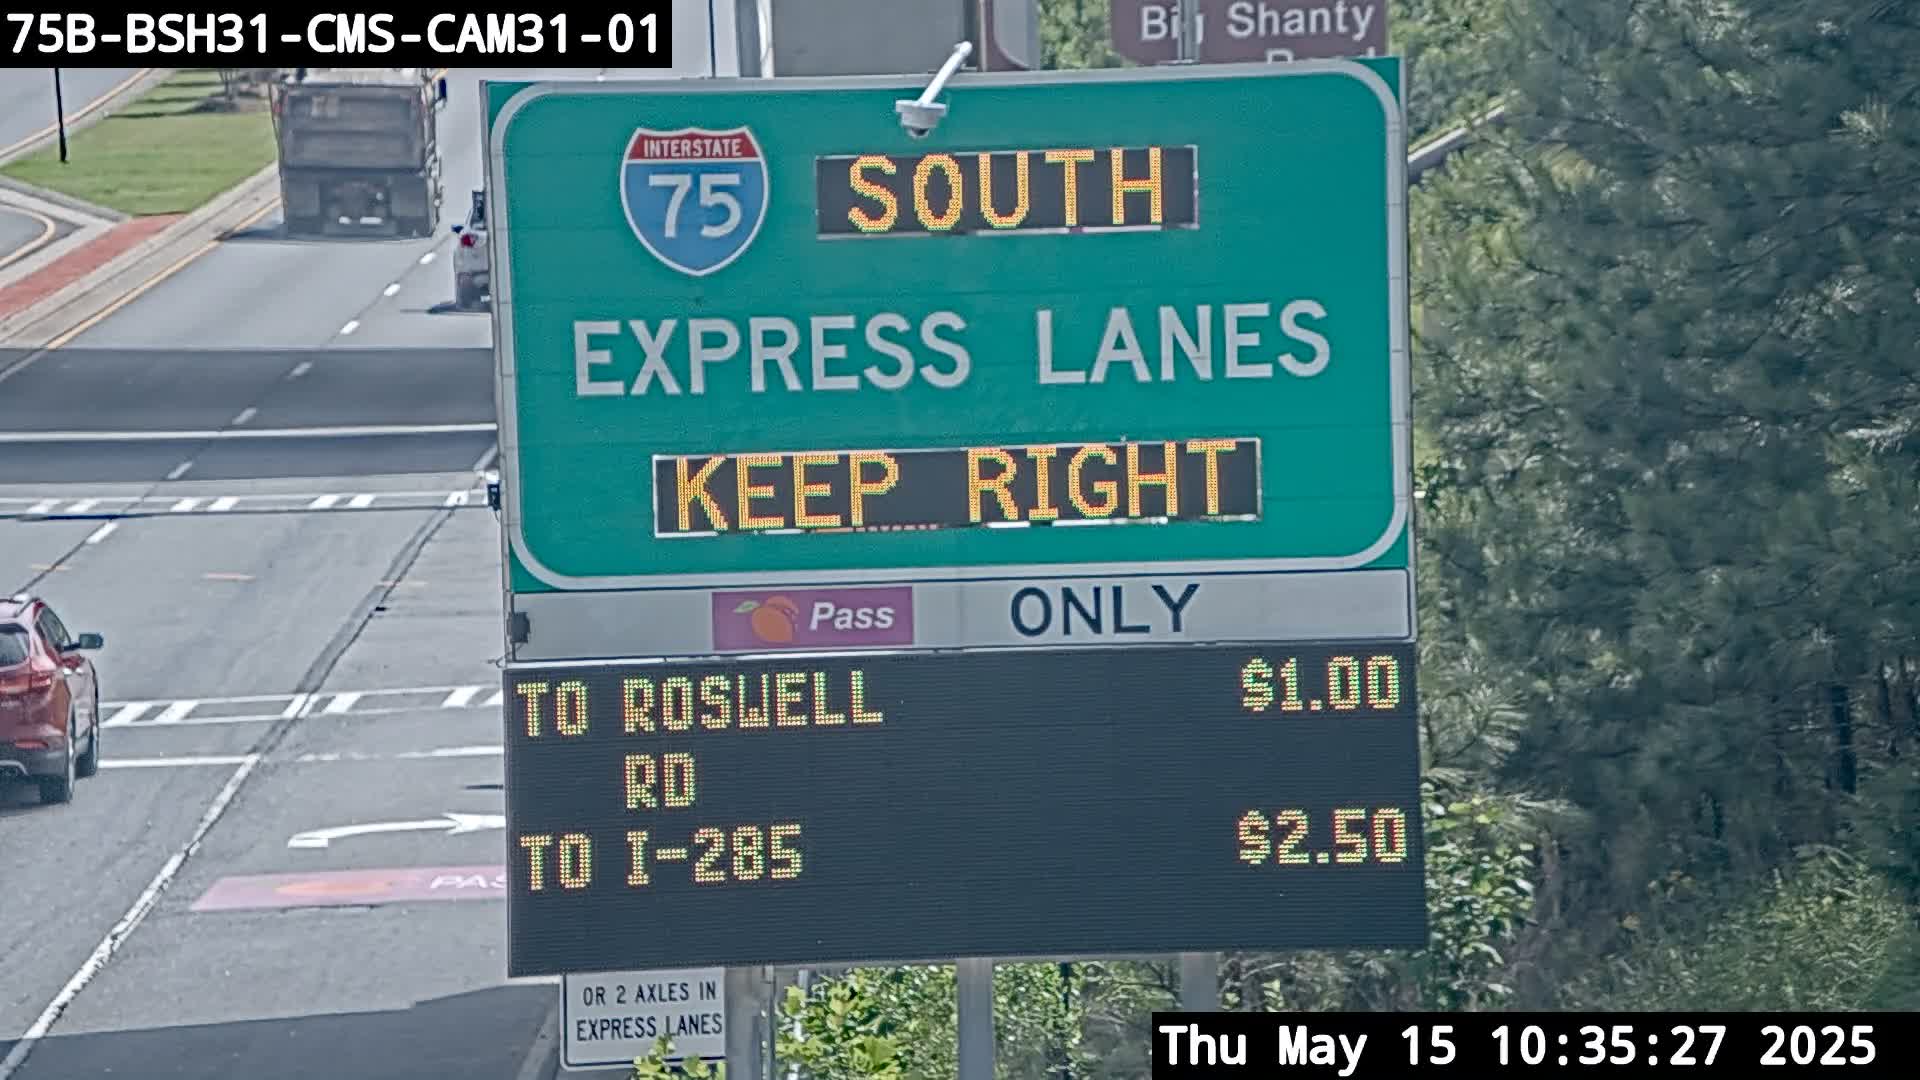 75B-BSH31-CMS-CAM31-01
Big Shanty
INTERSTATE
75
SOUTH
EXPRESS LANES
KEEP RIGHT
Pass ONLY
TO ROSWELL $1.00
RD
TO I-285 $2.50
OR 2 AXLES IN
EXPRESS LANES
Thu May 15 10:35:27 2025